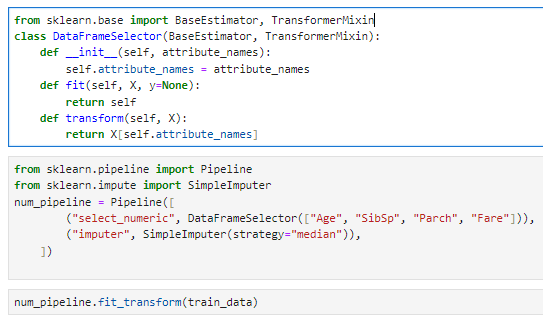 from sklearn.base import BaseEstimator, TransformerMixin
class DataFrameSelector(BaseEstimator, TransformerMixin):
    def __init__(self, attribute_names):
        self.attribute_names = attribute_names
    def fit(self, X, y=None):
        return self
    def transform(self, X):
        return X[self.attribute_names]
from sklearn.pipeline import Pipeline
from sklearn.impute import SimpleImputer
num_pipeline = Pipeline([
        ("select_numeric", DataFrameSelector(["Age", "SibSp", "Parch", "Fare"])),
        ("imputer", SimpleImputer(strategy="median")),
    ])
num_pipeline.fit_transform(train_data)